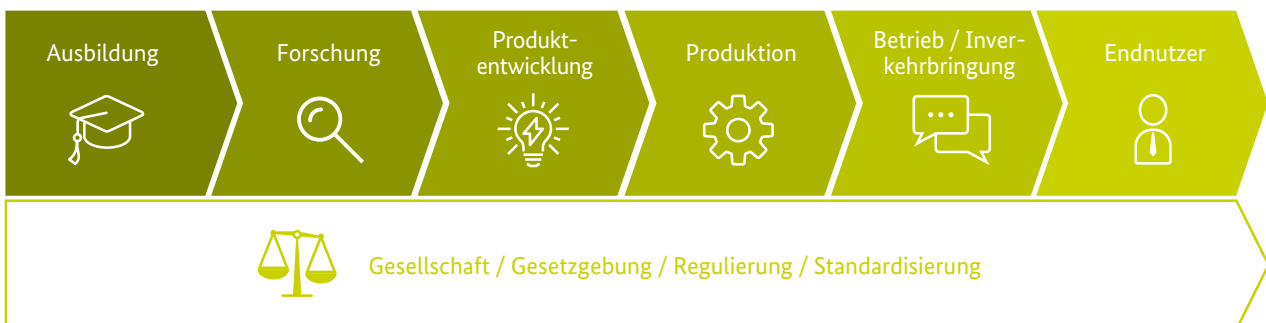 Ausbildung
Forschung
Produkt-
entwicklung
Produktion
Betrieb / Inver-
kehrbringung
Endnutzer
Gesellschaft / Gesetzgebung / Regulierung / Standardisierung